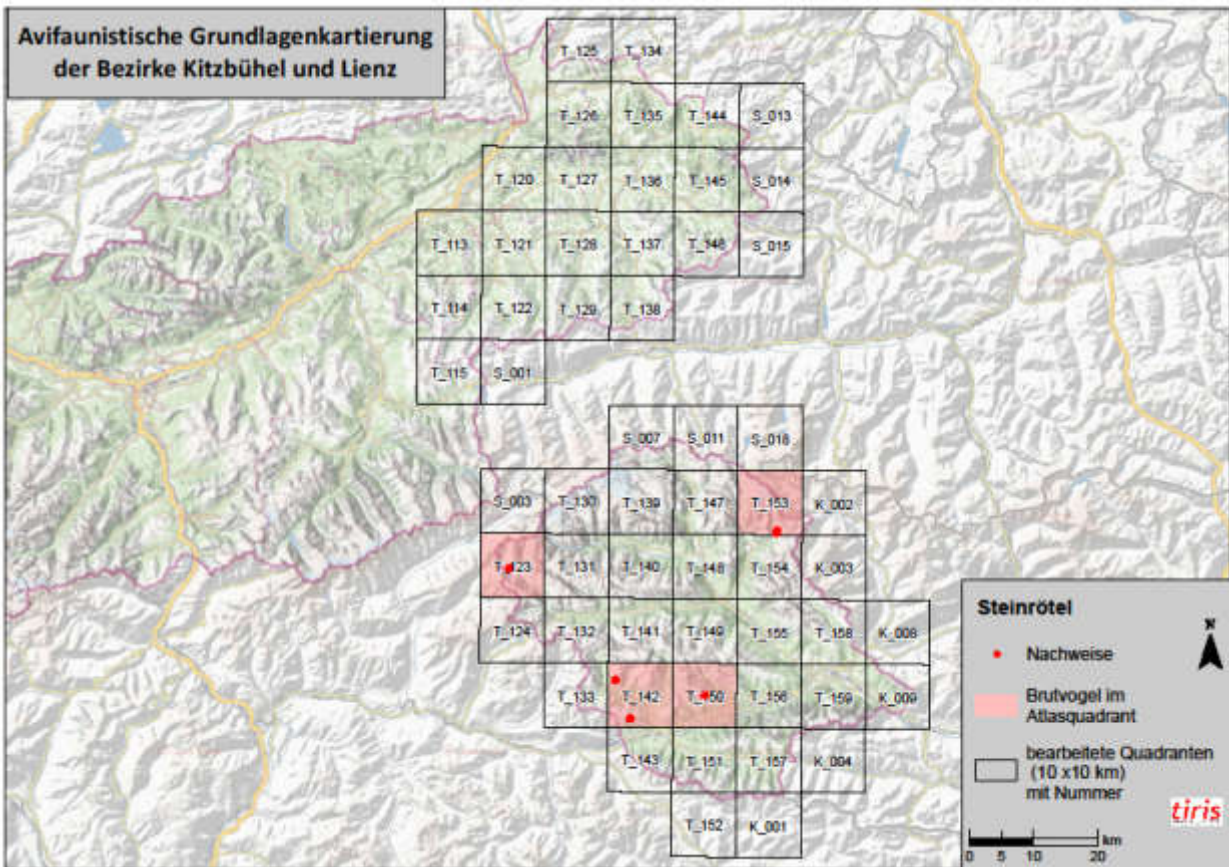 Avifaunistische Grundlagenkartierung
der Bezirke Kitzbühel und Lienz
T_125 T_134
T_126 T_135 T_144 S_013
T_120 T_127 T_136 T_145 S_014
T_113 T_121 T_128 T_137 T_146 S_015
T_114 T_122 T_129 T_138
T_115 S_001
S_007 S_011 S_018
S_003 T_130 T_139 T_147 T_153 K_002
T_123 T_131 T_140 T_148 T_154 K_003
T_124 T_132 T_141 T_149 T_155 T_158 K_008
T_133 T_142 T_150 T_156 T_159 K_009
T_143 T_151 T_157 K_004
T_152 K_001
Steinrötel
N
Nachweise
Brutvogel im
Atlasquadrant
bearbeitete Quadranten
(10 x10 km)
mit Nummer
tiris
km
0 5 10 20